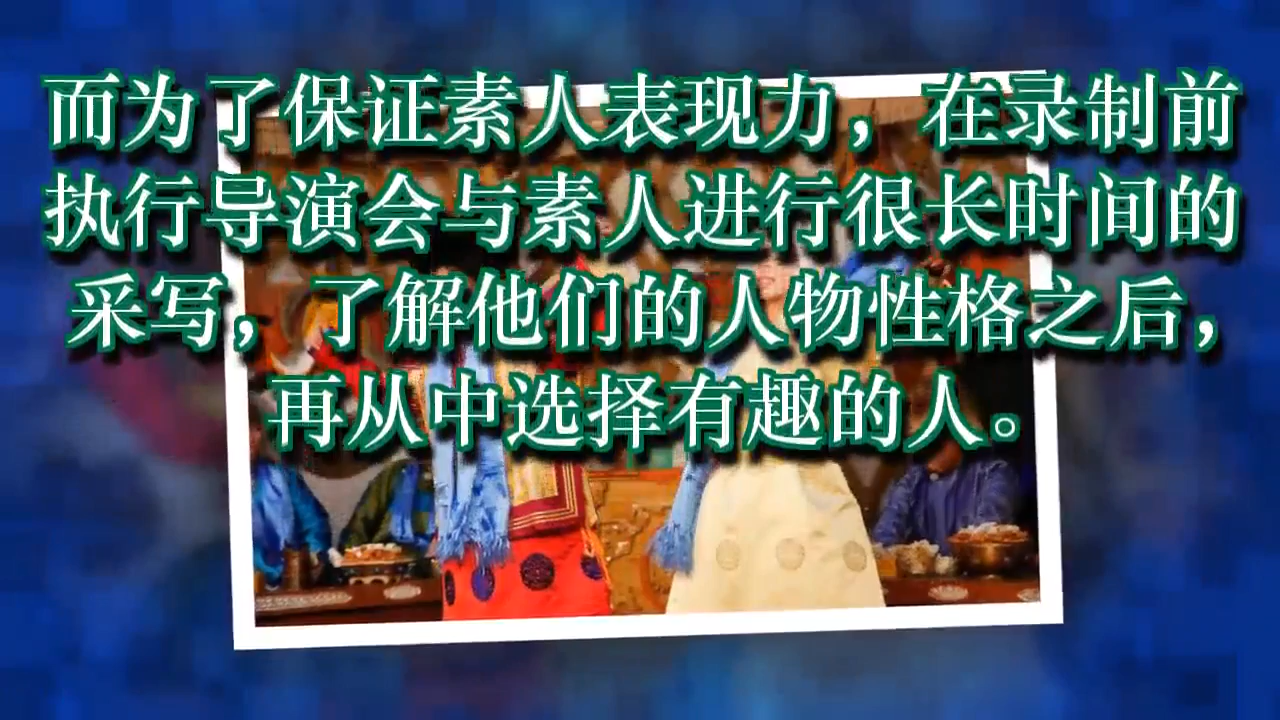 而为了保证素人表现力，在录制前
执行导演会与素人进行很长时间的
采写，了解他们的人物性格之后，
再从中选择有趣的人。